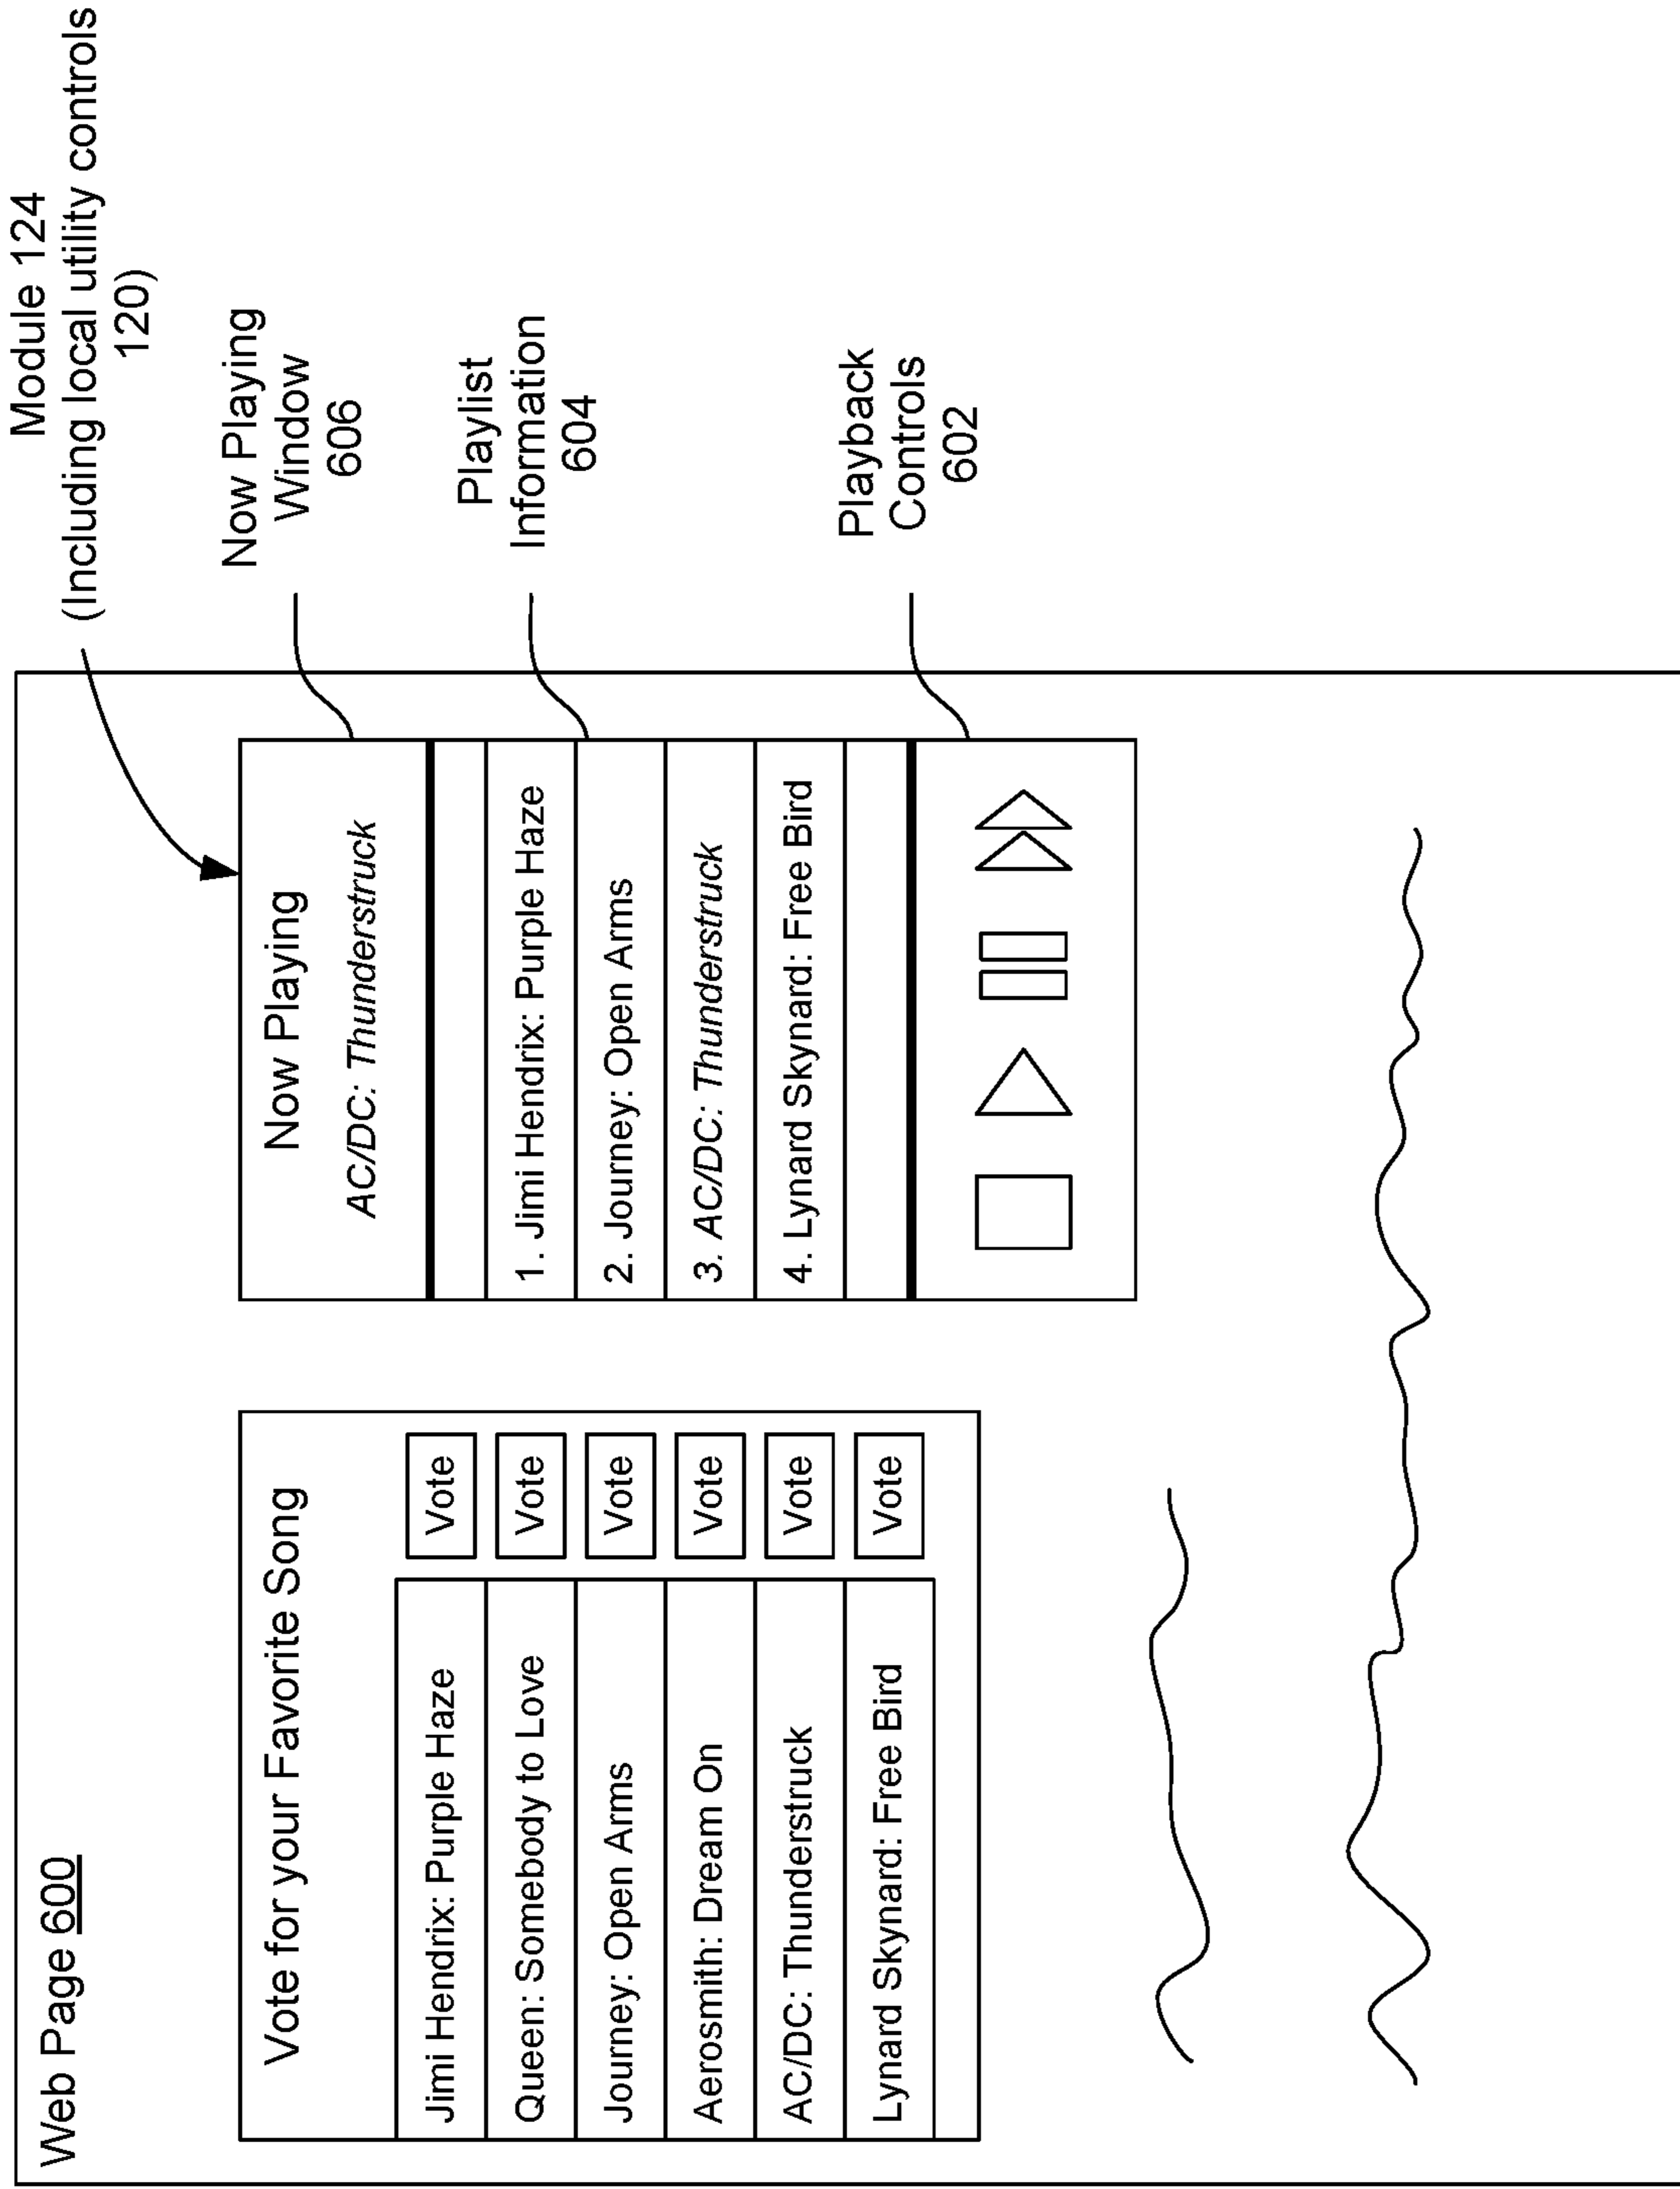 Web Page 600
Vote for your Favorite Song
Jimi Hendrix: Purple Haze Vote
Queen: Somebody to Love Vote
Journey: Open Arms Vote
Aerosmith: Dream On Vote
AC/DC: Thunderstruck Vote
Lynard Skynard: Free Bird Vote
Now Playing
AC/DC: Thunderstruck
1. Jimi Hendrix: Purple Haze
2. Journey: Open Arms
3. AC/DC: Thunderstruck
4. Lynard Skynard: Free Bird
Module 124
(Including local utility controls
120)
Now Playing
Window
606
Playlist
Information
604
Playback
Controls
602